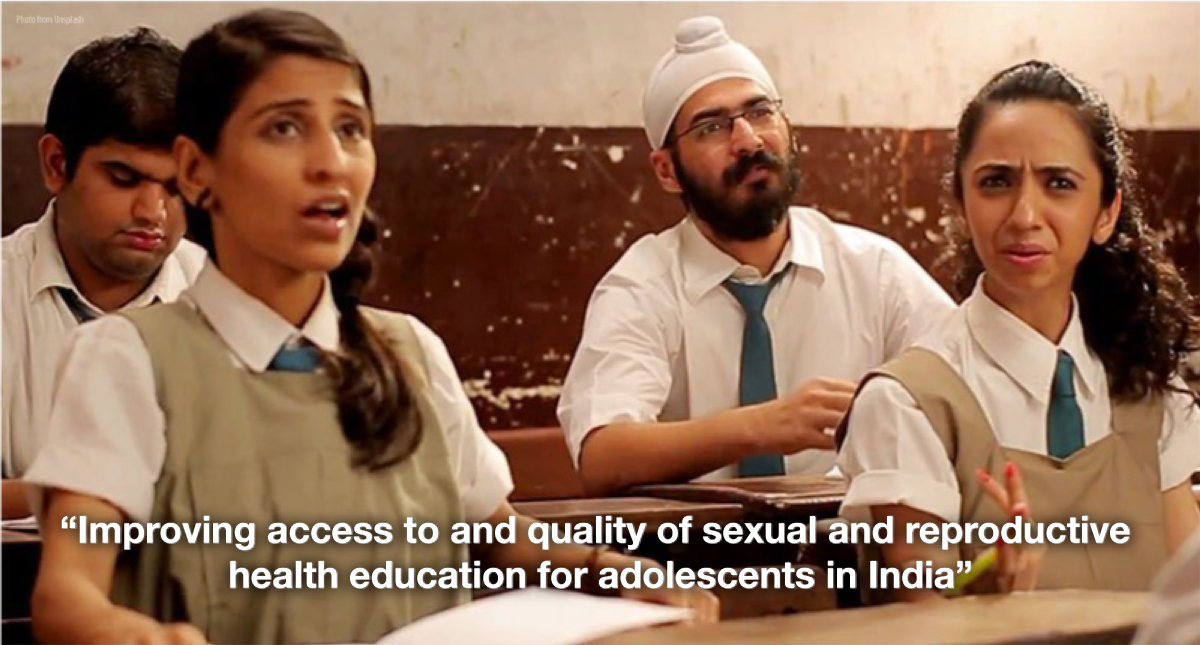 Photo from Unsplash
“Improving access to and quality of sexual and reproductive
health education for adolescents in India”